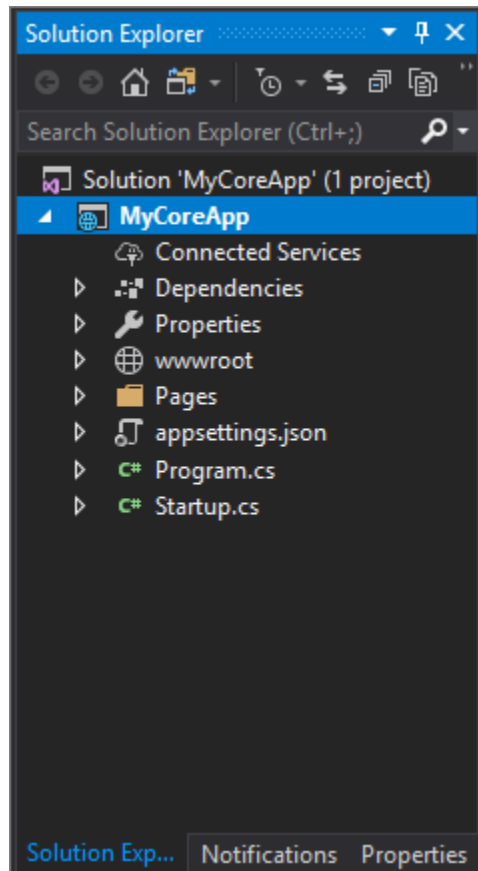 Solution Explorer
Search Solution Explorer (Ctrl+;)
Solution 'MyCoreApp' (1 project)
MyCoreApp
Connected Services
Dependencies
Properties
wwwroot
Pages
appsettings.json
C# Program.cs
C# Startup.cs
Solution Exp... Notifications Properties